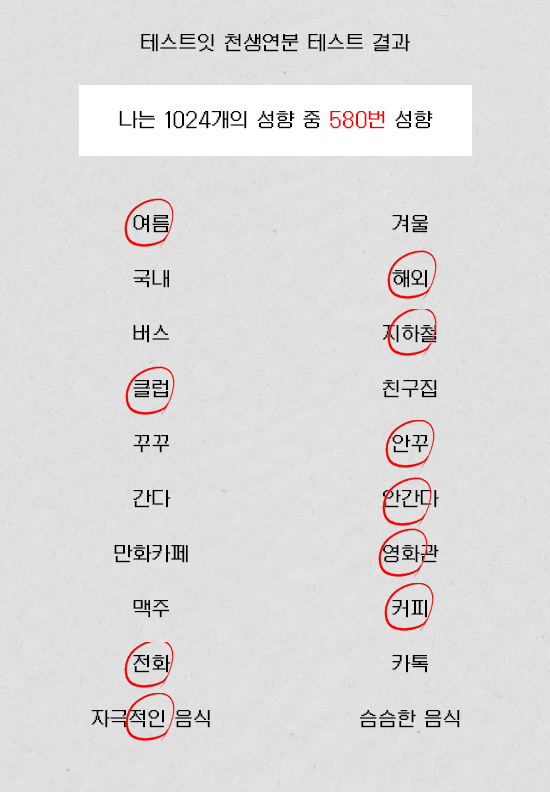 테스트잇 천생연분 테스트 결과
나는 1024개의 성향 중 580번 성향
여름 겨울
국내 해외
버스 지하철
클럽 친구집
꾸꾸 안꾸
간다 안간다
만화카페 영화관
맥주 커피
전화 카톡
자극적인 음식 슴슴한 음식